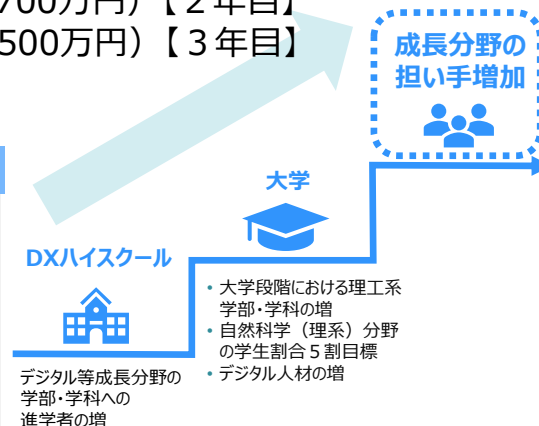 700万円）【２年目】
500万円）【３年目】
成長分野の
担い手増加
大学
DXハイスクール
• 大学段階における理工系
学部・学科の増
• 自然科学（理系）分野
の学生割合５割目標
• デジタル人材の増
デジタル等成長分野の
学部・学科への
進学者の増